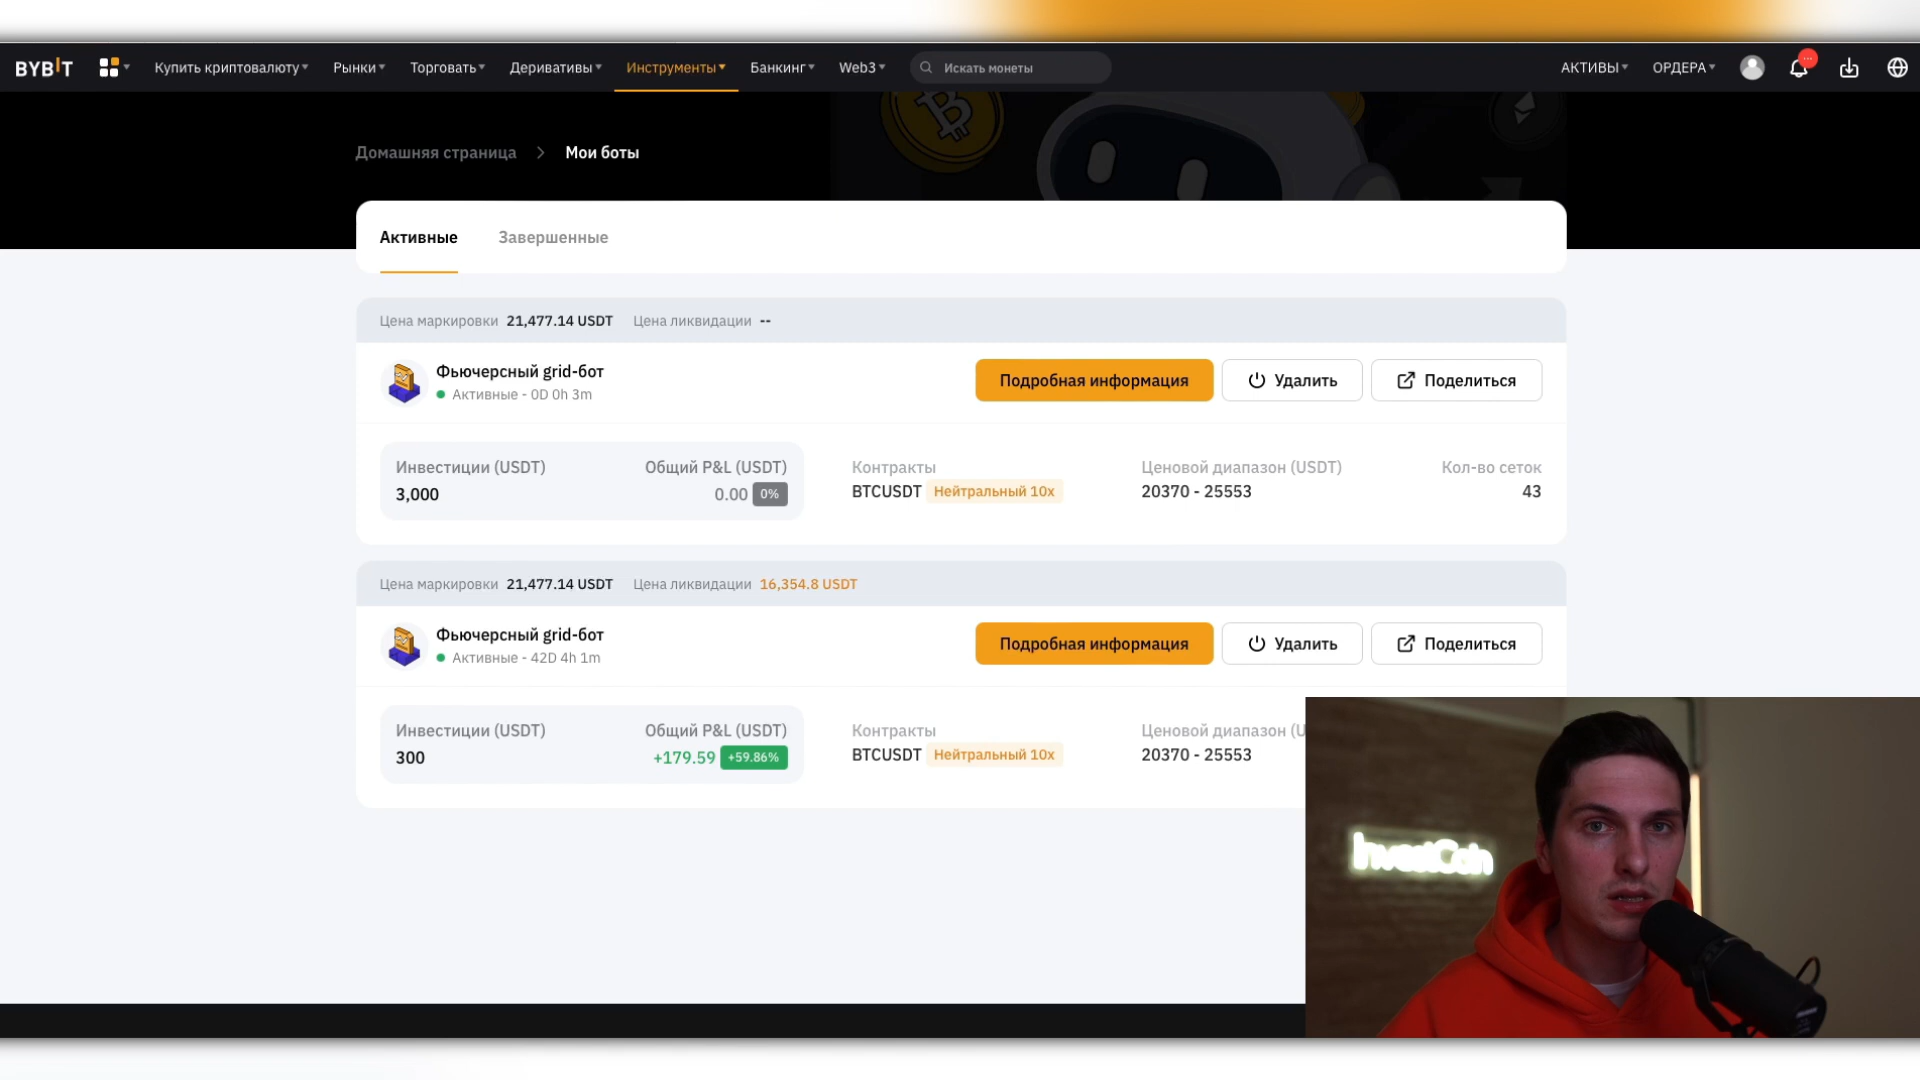 BYBIT Купить криптовалюту Рынки Торговать Деривативы Инструменты Банкинг Web3 Искать монеты АКТИВЫ ОРДЕРА
Домашняя страница > Мои боты
Активные Завершенные
Цена маркировки 21,477.14 USDT Цена ликвидации --
Фьючерсный grid-бот
Активные - 0D 0h 3m
Подробная информация Удалить Поделиться
Инвестиции (USDT) Общий P&L (USDT) Контракты Ценовой диапазон (USDT) Кол-во сеток
3,000 0.00 0% BTCUSDT Нейтральный 10x 20370 - 25553 43
Цена маркировки 21,477.14 USDT Цена ликвидации 16,354.8 USDT
Фьючерсный grid-бот
Активные - 42D 4h 1m
Подробная информация Удалить Поделиться
Инвестиции (USDT) Общий P&L (USDT) Контракты Ценовой диапазон (U
300 +179.59 +59.86% BTCUSDT Нейтральный 10x 20370 - 25553
InvestCoin